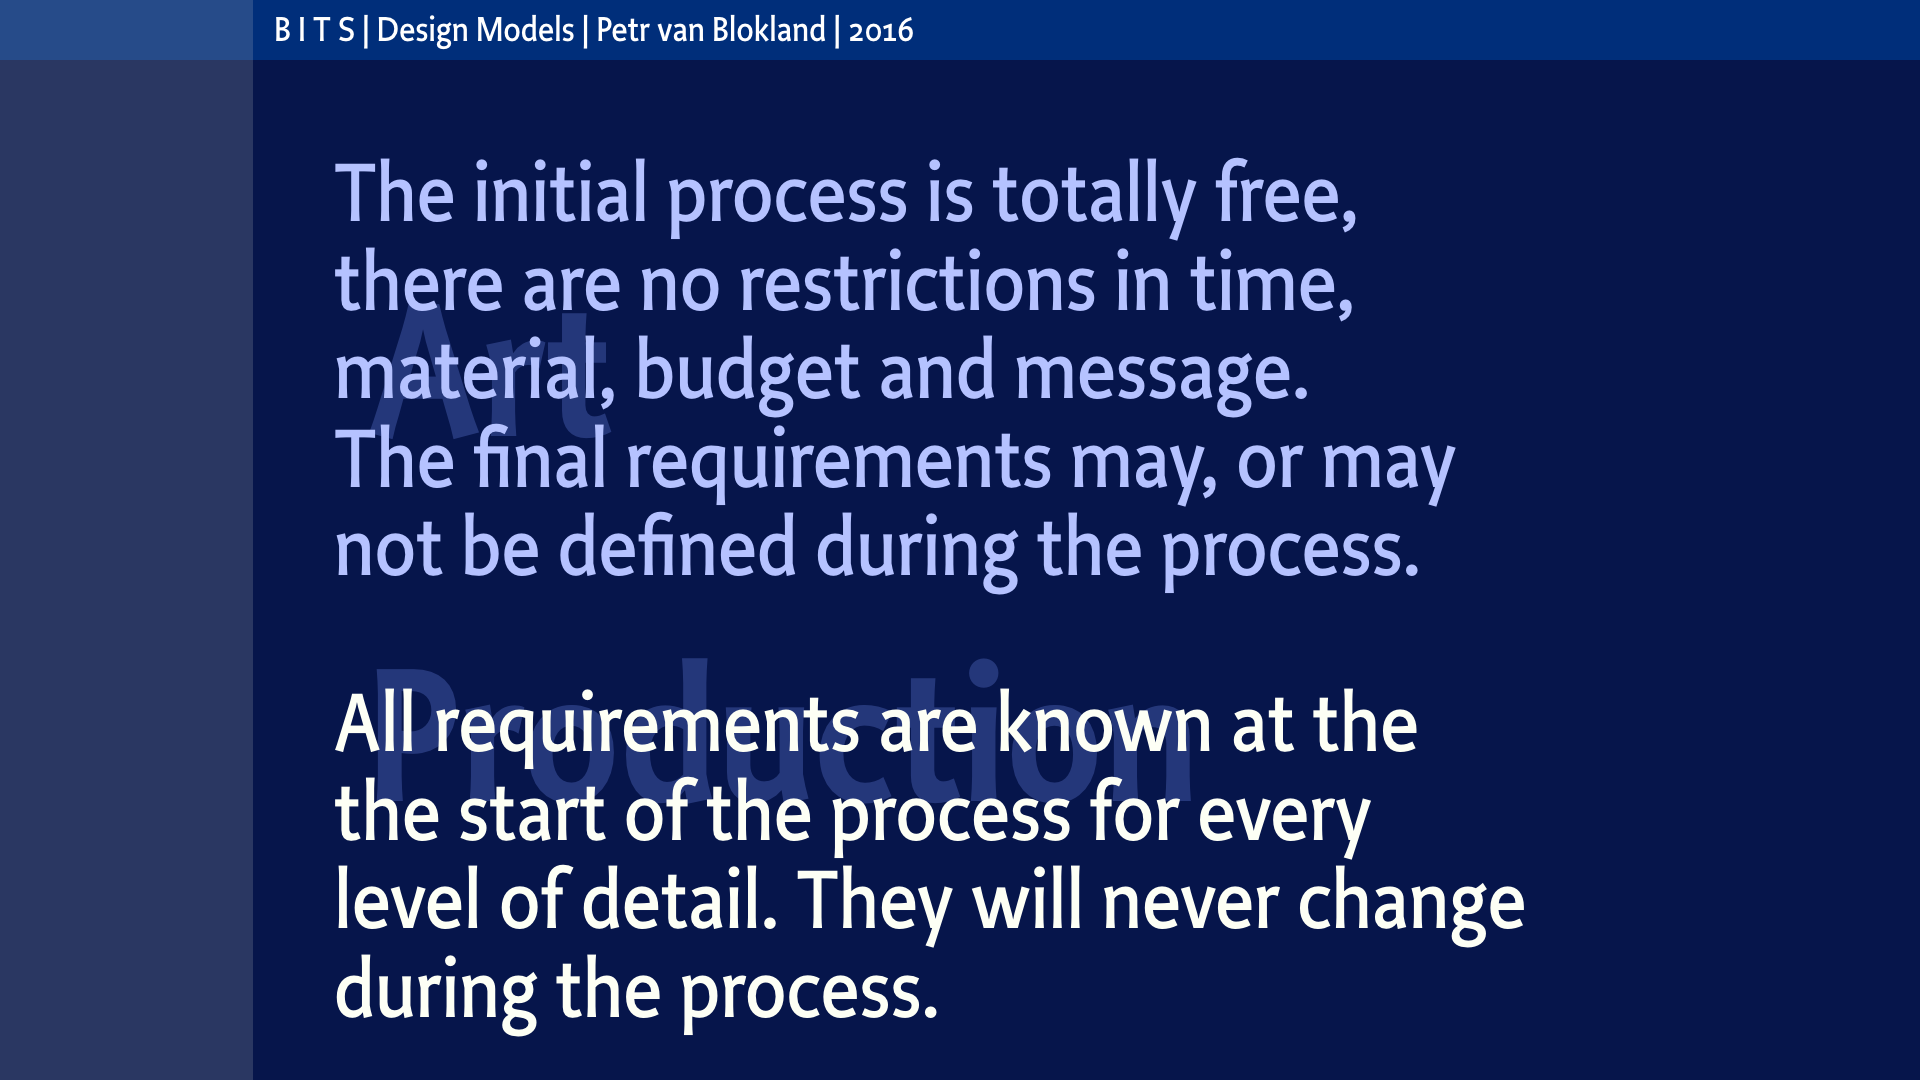 B I T S | Design Models | Petr van Blokland | 2016
Art
The initial process is totally free,
there are no restrictions in time,
material, budget and message.
The final requirements may, or may
not be defined during the process.
Production
All requirements are known at the
the start of the process for every
level of detail. They will never change
during the process.